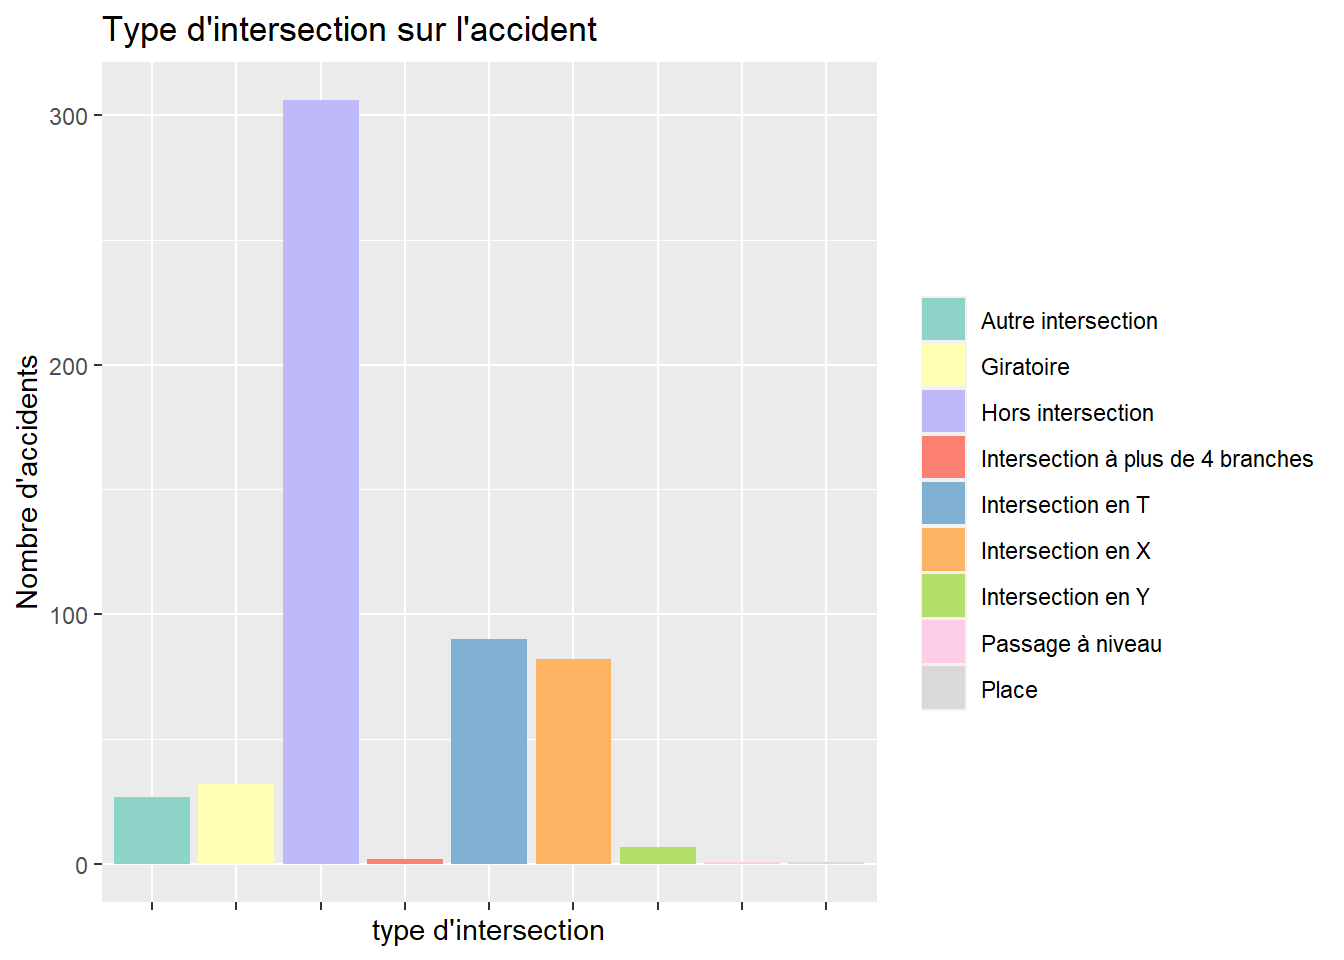 Type d'intersection sur l'accident
Nombre d'accidents
300
200
100
0
type d'intersection
Autre intersection
Giratoire
Hors intersection
Intersection à plus de 4 branches
Intersection en T
Intersection en X
Intersection en Y
Passage à niveau
Place